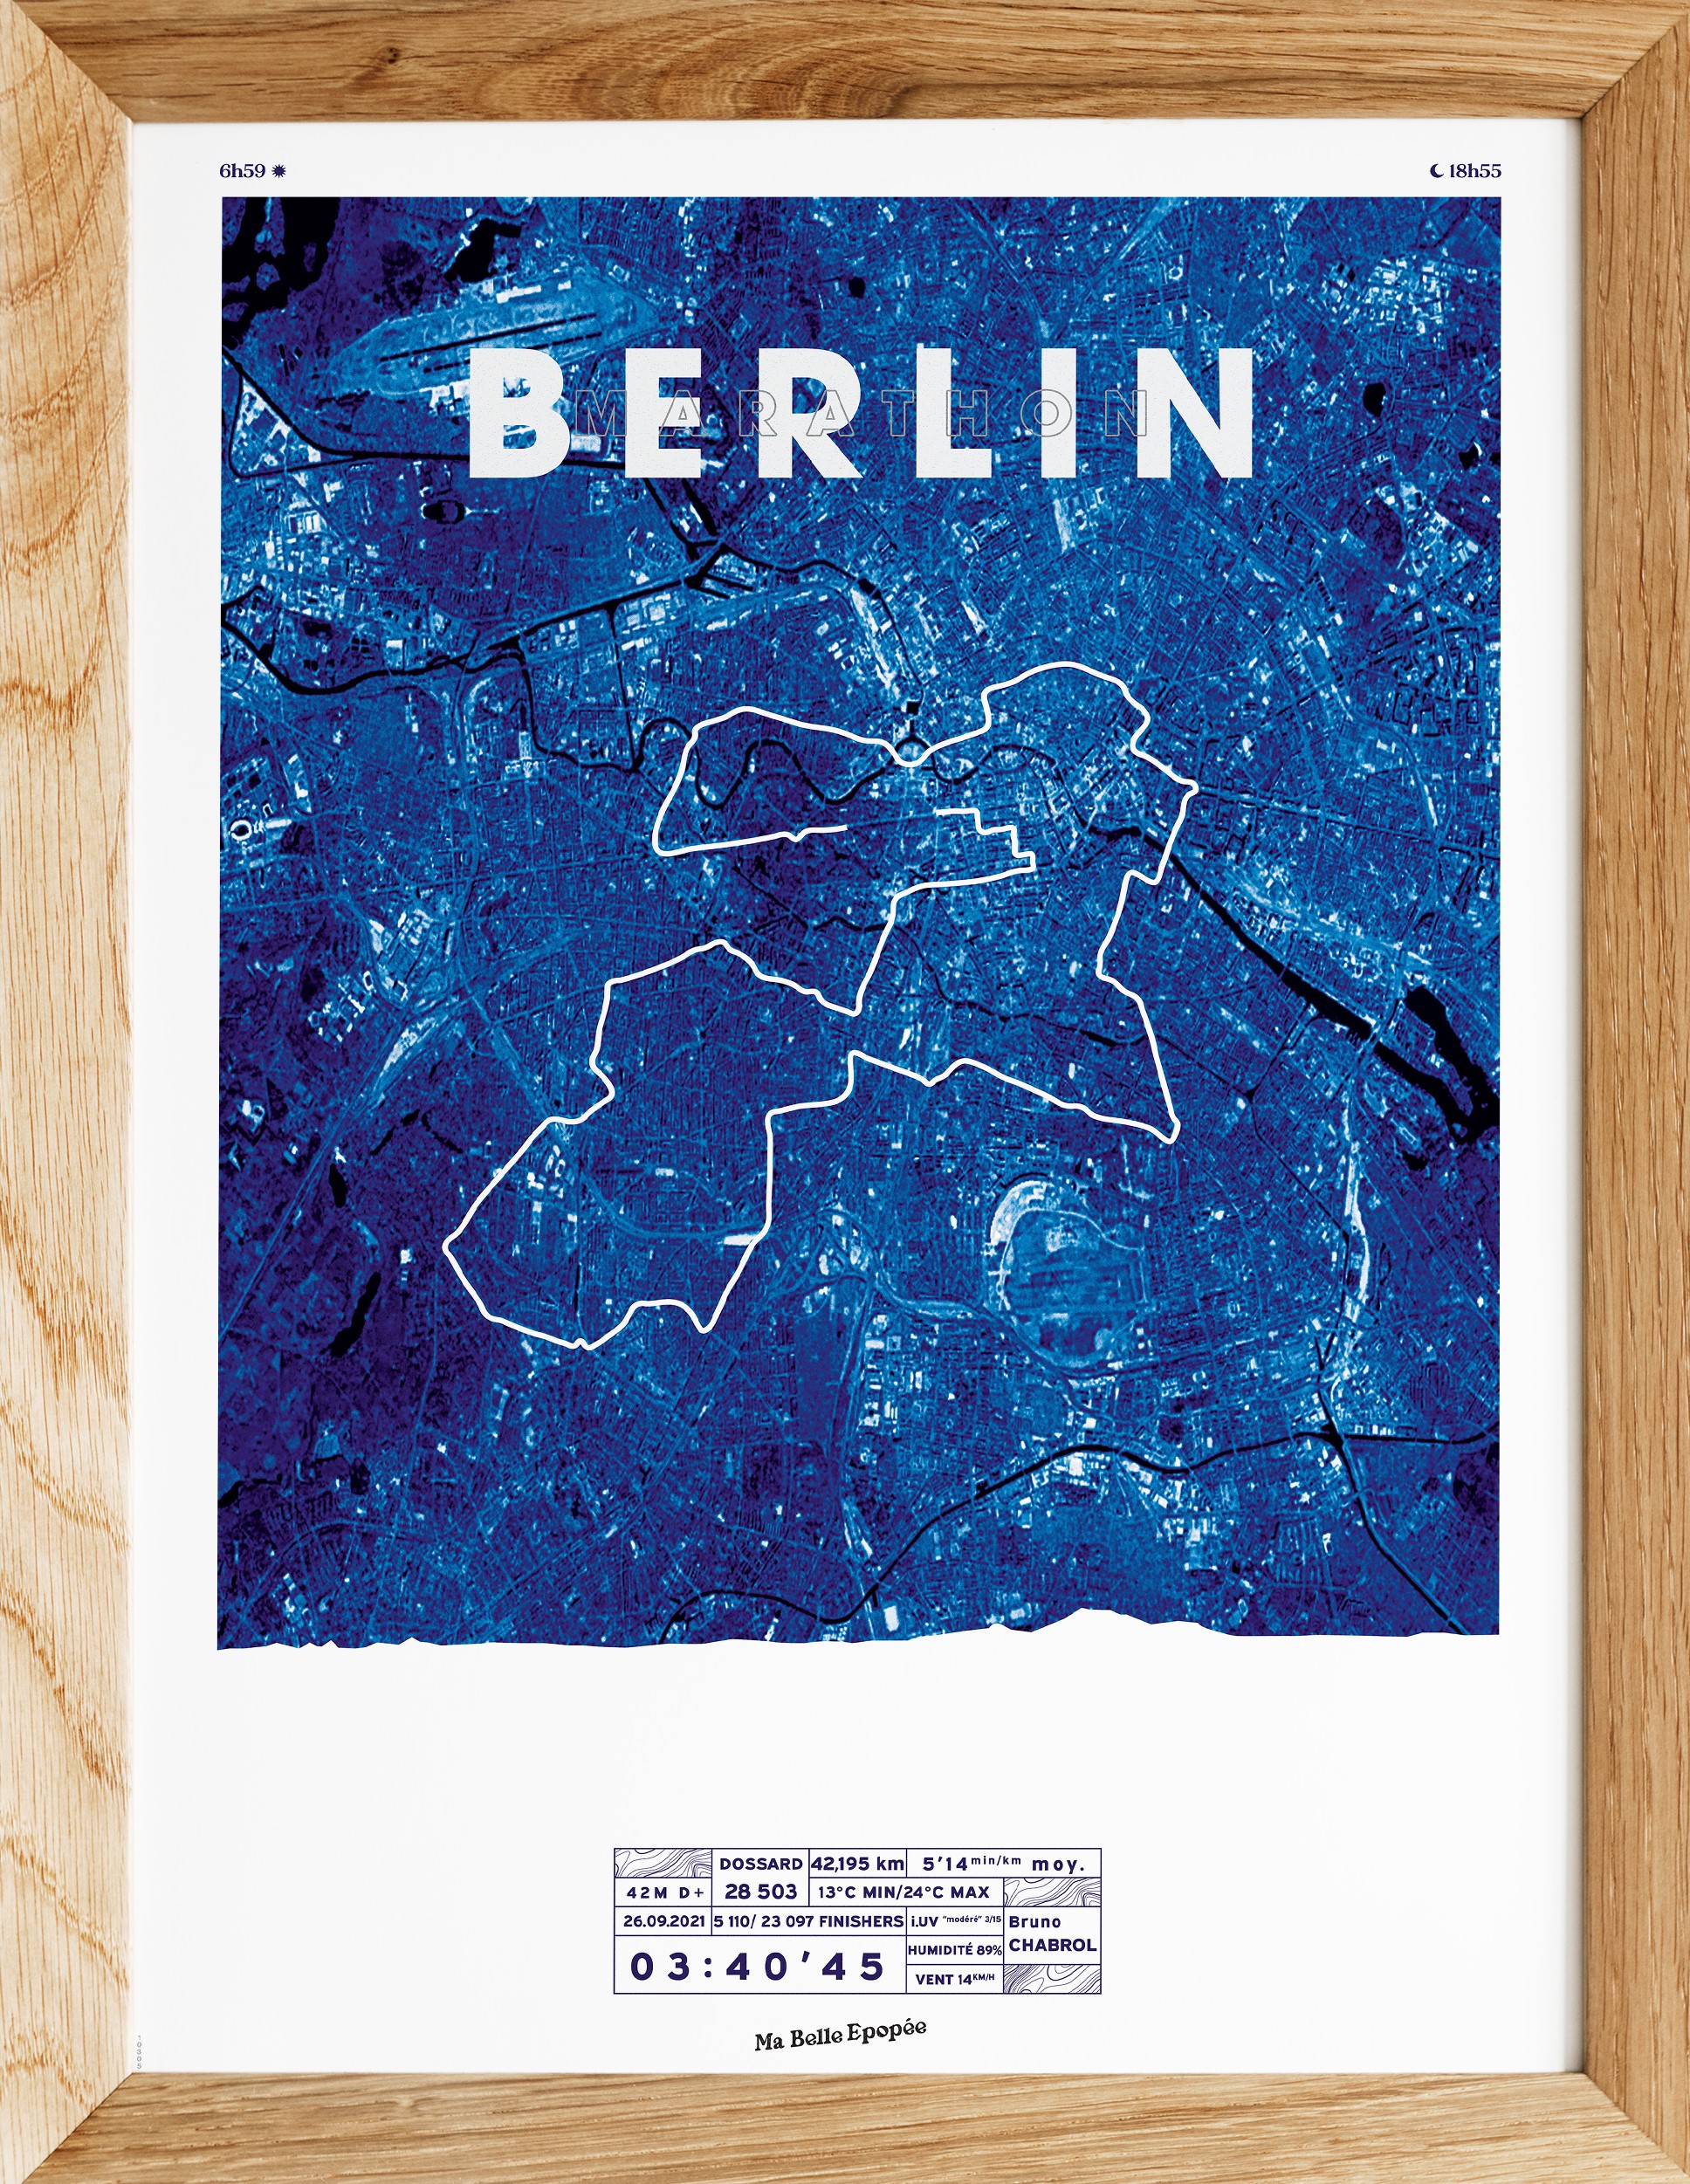 6h59
18h55
BERLIN
MARATHON
DOSSARD
28 503
42,195 km
5'14 min/km moy.
42M D+
13°C MIN/24°C MAX
26.09.2021
5 110/ 23 097 FINISHERS
i.UV "modéré" 3/15
Bruno
CHABROL
03:40'45
HUMIDITÉ 89%
VENT 14 KM/H
Ma Belle Epopée
10305